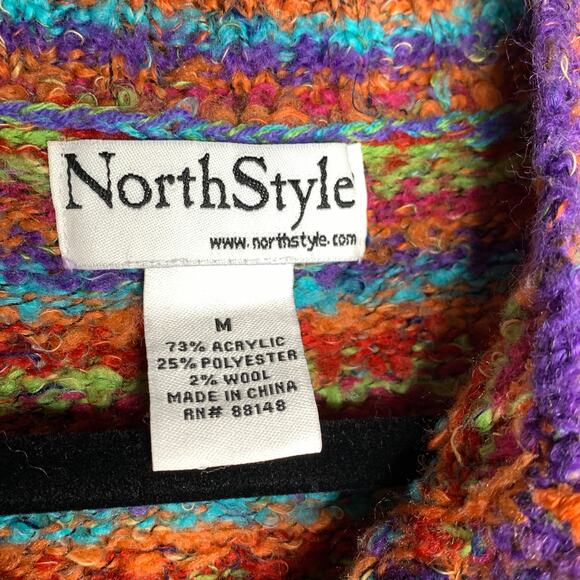 NorthStyle
www.northstyle.com
M
73% ACRYLIC
25% POLYESTER
2% WOOL
MADE IN CHINA
RN# 88148